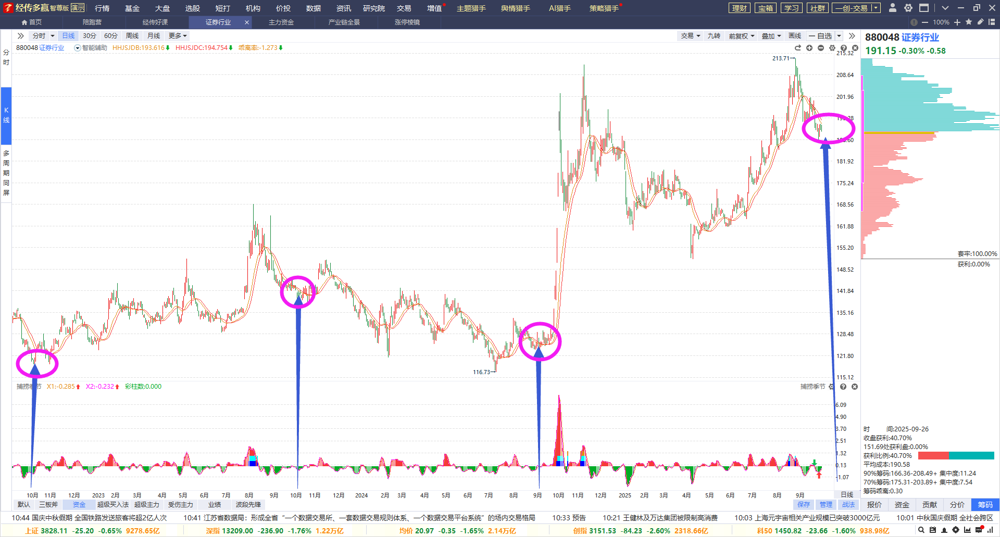 经传多赢 智尊版 演示 行情 基金 大盘 选股 短打 机构 价投 数据 资讯 研究院 交易 增值 主题猎手 舆情猎手 AI猎手 策略猎手 理财 宝箱 学习 社群 一创-交易
首页 陪跑营 经传好课 证券行业 × 主力资金 产业链全景 涨停棱镜 100%
分时 日线 30分 60分 周线 月线 更多 交易 九转 前复权 叠加 画线 自选
880048 证券行业
191.15 -0.30% -0.58
880048 证券行业 智能辅助 HHJSJDB:193.616 HHJSJDC:194.754 乖离率:-1.273
分时
K线
多周期同屏
215.32
213.71
208.64
201.96
188.60
181.92
175.24
168.56
161.88
155.20
148.52
141.84
135.16
128.48
121.80
116.73
115.12
套牢:100.00%
获利:0.00%
捕捞季节 X1:-0.285 X2:-0.232 彩柱数:0.000 捕捞季节
6.09
4.90
3.70
2.51
1.32
0.13
-1.07
时 间:2025-09-26
收盘获利:40.70%
151.69处获利盘:0.00%
获利比例:40.70%
平均成本:190.58
90%筹码:166.36-208.49+ 集中度:11.24
70%筹码:175.31-203.89+ 集中度:7.54
筹码乖离:0.30
10月 11月 12月 2023 2月 3月 4月 5月 6月 7月 8月 9月 10月 11月 12月 2024 2月 3月 4月 5月 6月 7月 8月 9月 10月 11月 12月 2025 2月 3月 4月 5月 6月 7月 8月 9月 日线
默认 三板斧 资金 超级买入法 超级主力 受伤主力 业绩 波段先锋 保存 管理 战法 报价 资金 贡献 分价 筹码
10:44 国庆中秋假期 全国铁路发送旅客将超2亿人次 10:41 江苏省数据局：形成全省“一个数据交易所、一套数据交易规则体系、一个数据交易平台系统”的场内交易格局 10:33 预告 10:21 王健林及万达集团被限制高消费 10:03 上海元宇宙相关产业规模已突破3000亿元 10:01 中秋国庆假期 全社会跨区
上证 3828.11 -25.20 -0.65% 9278.65亿 深指 13209.00 -236.90 -1.76% 1.22万亿 均价 20.97 -0.35 -1.65% 2.14万亿 创指 3151.53 -84.23 -2.60% 2318.66亿 科50 1450.82 -23.66 -1.60% 938.98亿